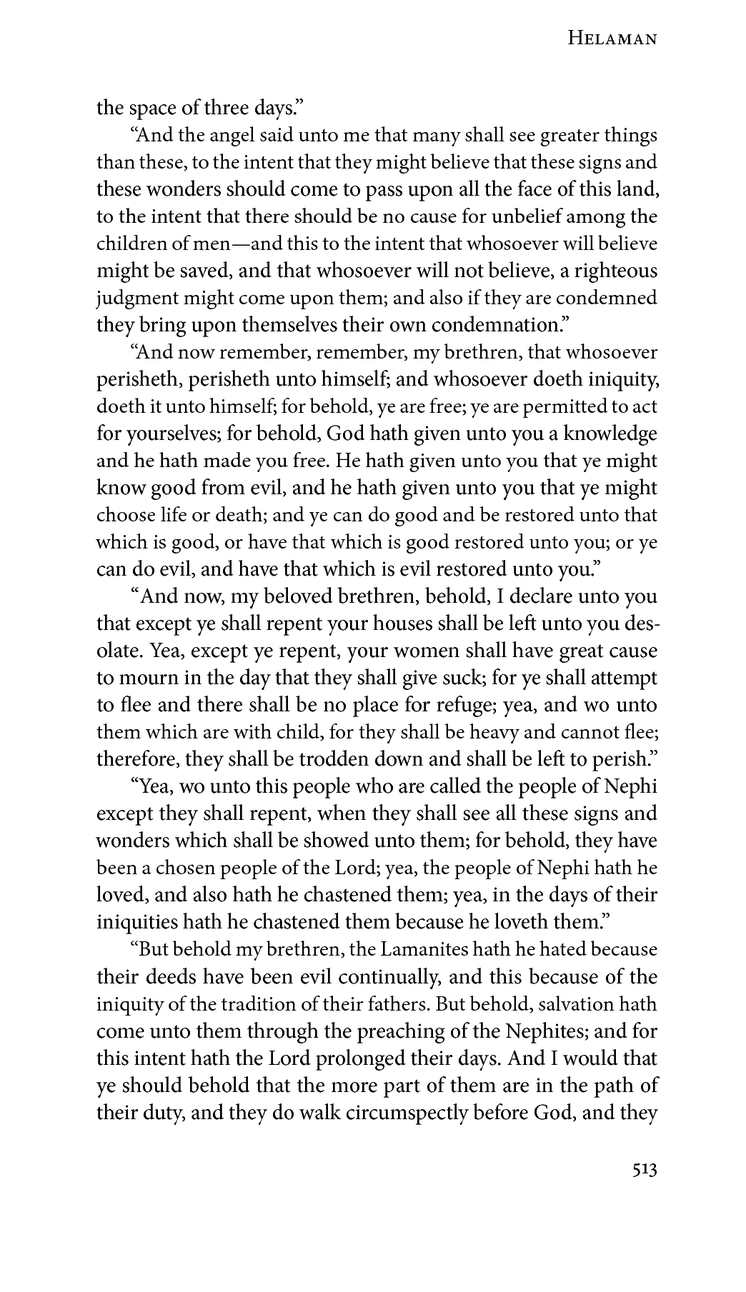 Helaman
the space of three days.”
“And the angel said unto me that many shall see greater things
than these, to the intent that they might believe that these signs and
these wonders should come to pass upon all the face of this land,
to the intent that there should be no cause for unbelief among the
children of men—and this to the intent that whosoever will believe
might be saved, and that whosoever will not believe, a righteous
judgment might come upon them; and also if they are condemned
they bring upon themselves their own condemnation.”
“And now remember, remember, my brethren, that whosoever
perisheth, perisheth unto himself; and whosoever doeth iniquity,
doeth it unto himself; for behold, ye are free; ye are permitted to act
for yourselves; for behold, God hath given unto you a knowledge
and he hath made you free. He hath given unto you that ye might
know good from evil, and he hath given unto you that ye might
choose life or death; and ye can do good and be restored unto that
which is good, or have that which is good restored unto you; or ye
can do evil, and have that which is evil restored unto you.”
“And now, my beloved brethren, behold, I declare unto you
that except ye shall repent your houses shall be left unto you des-
olate. Yea, except ye repent, your women shall have great cause
to mourn in the day that they shall give suck; for ye shall attempt
to flee and there shall be no place for refuge; yea, and wo unto
them which are with child, for they shall be heavy and cannot flee;
therefore, they shall be trodden down and shall be left to perish.”
“Yea, wo unto this people who are called the people of Nephi
except they shall repent, when they shall see all these signs and
wonders which shall be showed unto them; for behold, they have
been a chosen people of the Lord; yea, the people of Nephi hath he
loved, and also hath he chastened them; yea, in the days of their
iniquities hath he chastened them because he loveth them.”
“But behold my brethren, the Lamanites hath he hated because
their deeds have been evil continually, and this because of the
iniquity of the tradition of their fathers. But behold, salvation hath
come unto them through the preaching of the Nephites; and for
this intent hath the Lord prolonged their days. And I would that
ye should behold that the more part of them are in the path of
their duty, and they do walk circumspectly before God, and they
513